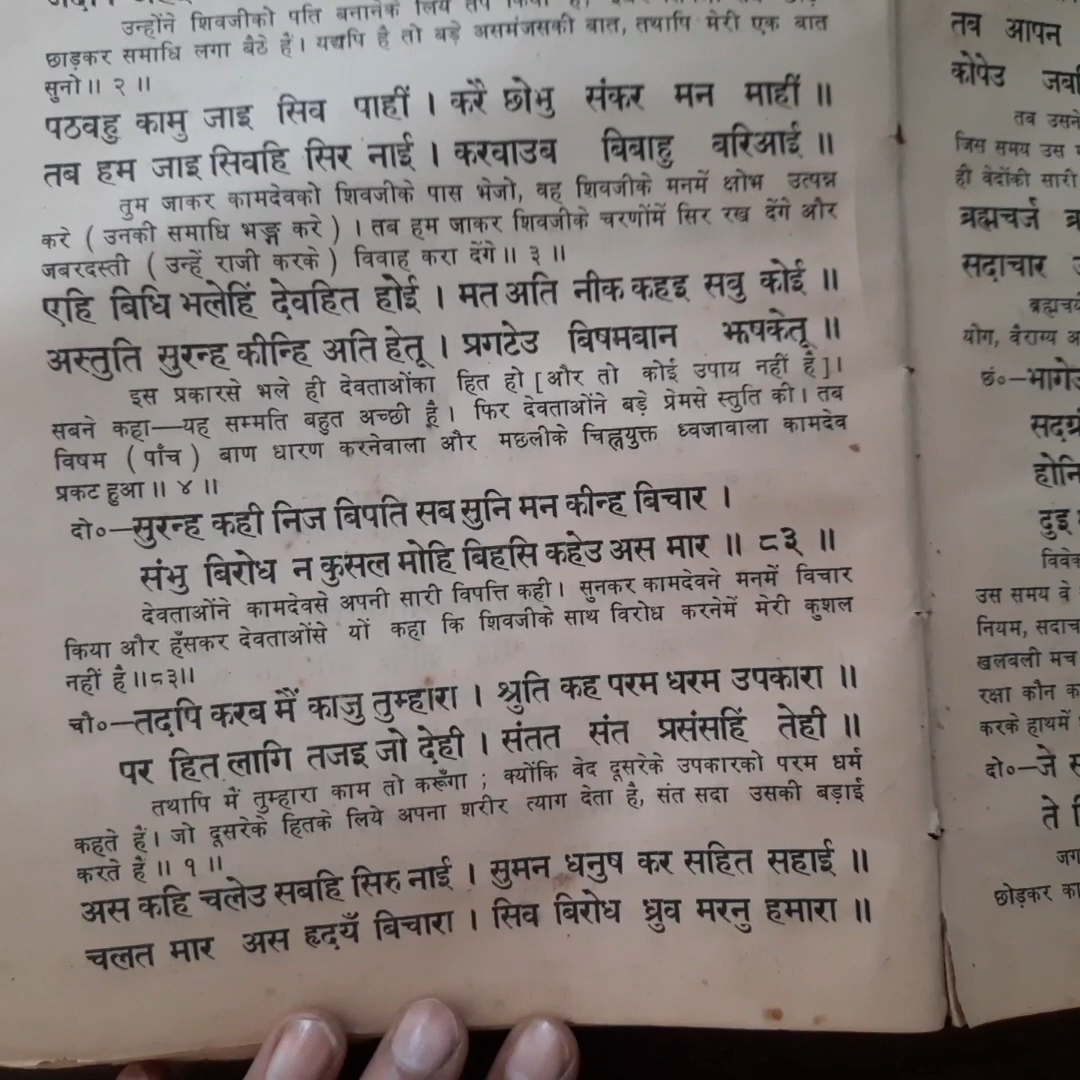 उन्होंने शिवजीको पति बनानेके लिये तप किया है,
छोड़कर समाधि लगा बैठे हैं। यद्यपि है तो बड़े असमंजसकी बात, तथापि मेरी एक बात
सुनो॥ २ ॥
पठवहु कामु जाइ सिव पाहीं । करै छोभु संकर मन माहीं ॥
तब हम जाइ सिवहि सिर नाई । करवाउब बिबाहु बरिआई ॥
तुम जाकर कामदेवको शिवजीके पास भेजो, वह शिवजीके मनमें क्षोभ उत्पन्न
करे ( उनकी समाधि भङ्ग करे ) । तब हम जाकर शिवजीके चरणोंमें सिर रख देंगे और
जबरदस्ती ( उन्हें राजी करके ) विवाह करा देंगे॥ ३ ॥
एहि बिधि भलेहिं देवहित होई । मत अति नीक कहइ सबु कोई ॥
अस्तुति सुरन्ह कीन्हि अति हेतू । प्रगटेउ बिषमबान झषकेतू ॥
इस प्रकारसे भले ही देवताओंका हित हो [ और तो कोई उपाय नहीं है ]।
सबने कहा—यह सम्मति बहुत अच्छी है। फिर देवताओंने बड़े प्रेमसे स्तुति की। तब
विषम ( पाँच ) बाण धारण करनेवाला और मछलीके चिह्नयुक्त ध्वजावाला कामदेव
प्रकट हुआ॥ ४ ॥
दो०—सुरन्ह कही निज बिपति सब सुनि मन कीन्ह बिचार ।
संभु बिरोध न कुसल मोहि बिहसि कहेउ अस मार ॥ ८३ ॥
देवताओंने कामदेवसे अपनी सारी विपत्ति कही। सुनकर कामदेवने मनमें विचार
किया और हँसकर देवताओंसे यों कहा कि शिवजीके साथ विरोध करनेमें मेरी कुशल
नहीं है॥८३॥
चौ०—तदपि करब मैं काजु तुम्हारा । श्रुति कह परम धरम उपकारा ॥
पर हित लागि तजइ जो देही । संतत संत प्रसंसहिं तेही ॥
तथापि मैं तुम्हारा काम तो करूँगा ; क्योंकि वेद दूसरेके उपकारको परम धर्म
कहते हैं। जो दूसरेके हितके लिये अपना शरीर त्याग देता है, संत सदा उसकी बड़ाई
करते हैं॥ १ ॥
अस कहि चलेउ सबहि सिरु नाई । सुमन धनुष कर सहित सहाई ॥
चलत मार अस हृदयँ बिचारा । सिव बिरोध ध्रुव मरनु हमारा ॥
तब आपन
कोपेउ
तब उसने
जिस समय उस
ही वेदोंकी सारी
ब्रह्मचर्ज
सदाचार
योग, वैराग्य
छं०—
होनि
दुइ
उस समय वे
नियम,
खलबली मच
रक्षा कौन
करके हाथमें
दो०—जे
ते
छोड़कर